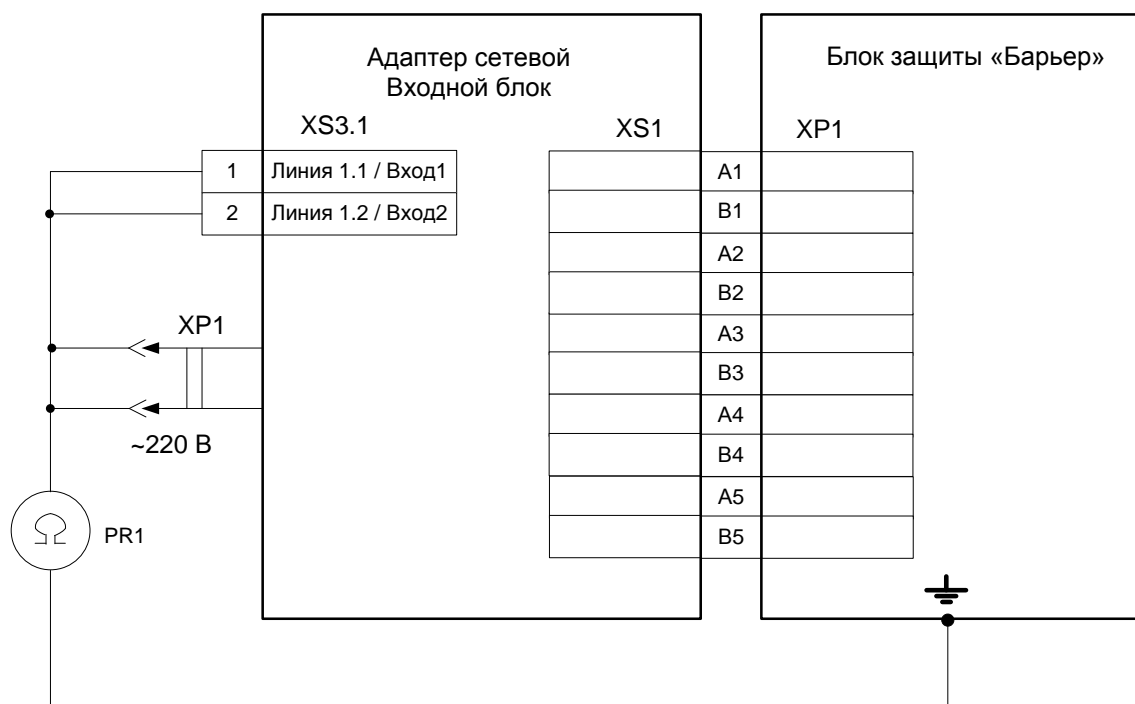 Адаптер сетевой
Входной блок
Блок защиты «Барьер»
XS3.1
XS1
XP1
1 Линия 1.1 / Вход1
2 Линия 1.2 / Вход2
A1
B1
A2
B2
A3
B3
A4
B4
A5
B5
XP1
~220 В
Ω PR1